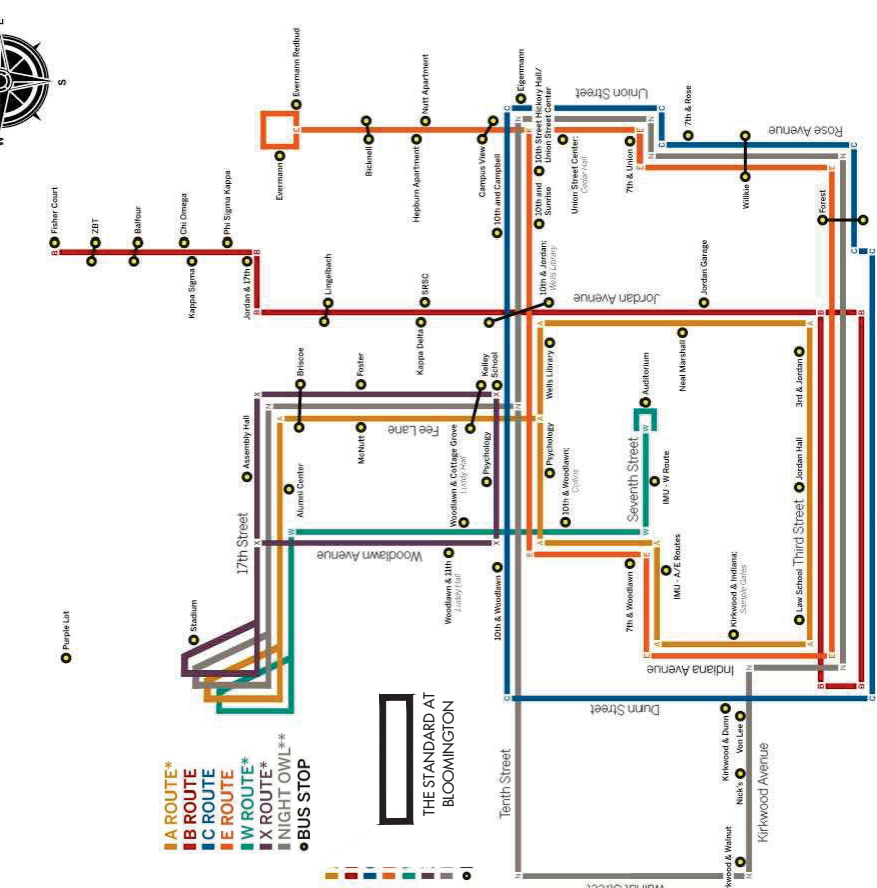 S
Fisher Court
ZBT
Balfour
Chi Omega
Kappa Sigma
Phi Sigma Kappa
Jordan & 17th
Evermann Redbud
Evermann
Bicknell
Nutt Apartment
Hepburn Apartment
Campus View
Eigenmann
10th and Campbell
10th Street Hickory Hall/
Union Street Center
10th and
Sunrise
Union Street Center;
Cedar Hall
Union Street
7th & Union
7th & Rose
Rose Avenue
Willkie
Forest
Lingelbach
SRSC
Kappa Delta
10th & Jordan;
Wells Library
Jordan Avenue
Jordan Garage
Briscoe
Foster
McNutt
Fee Lane
Kelley
School
Wells Library
Neal Marshall
3rd & Jordan
Assembly Hall
Alumni Center
17th Street
Woodlawn & Cottage Grove
Luddy Hall
Psychology
Psychology
10th & Woodlawn;
Collins
Auditorium
Seventh Street
IMU - W Route
Jordan Hall
Third Street
Law School
Woodlawn Avenue
Woodlawn & 11th
Luddy Hall
10th & Woodlawn
7th & Woodlawn
IMU - A/E Routes
Kirkwood & Indiana;
Sample Gates
Indiana Avenue
Stadium
Purple Lot
Dunn Street
Kirkwood & Dunn
Von Lee
Nick's
Kirkwood Avenue
Tenth Street
THE STANDARD AT
BLOOMINGTON
A ROUTE*
B ROUTE
C ROUTE
E ROUTE
W ROUTE*
X ROUTE*
NIGHT OWL**
BUS STOP